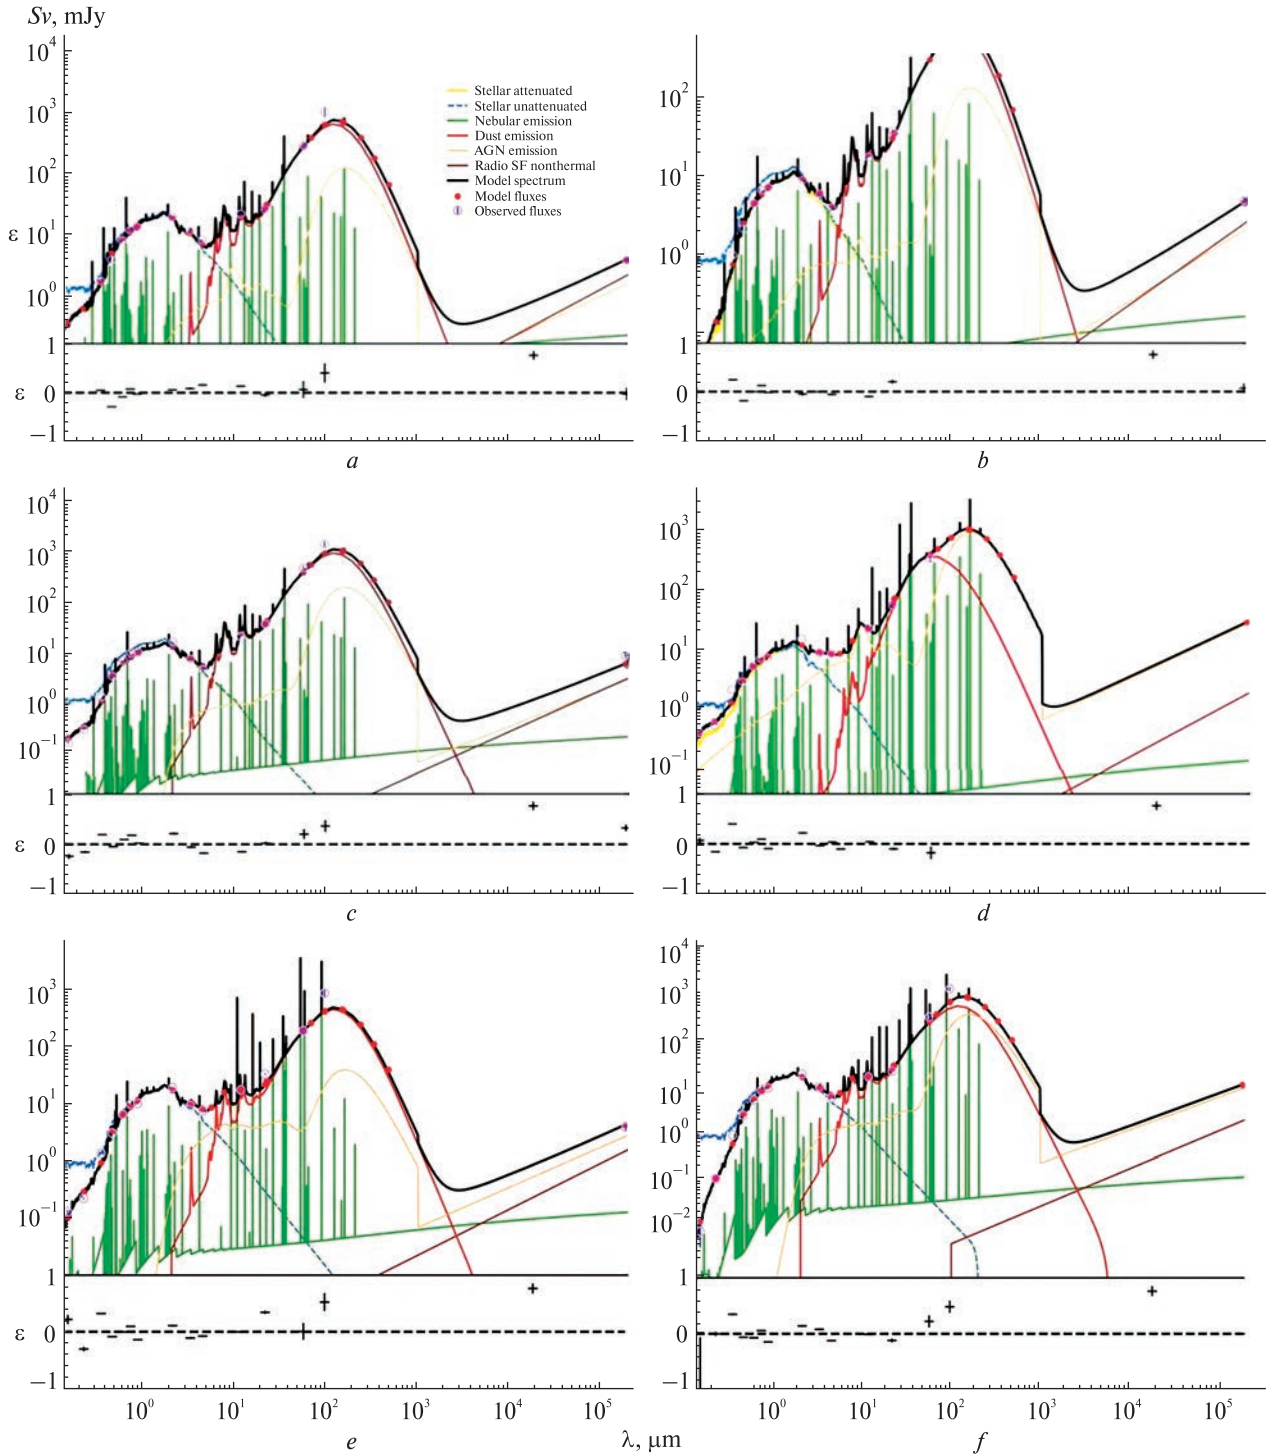 Sν, mJy
10^4
10^3
10^2
10^1
10^0
ε
Stellar attenuated
Stellar unattenuated
Nebular emission
Dust emission
AGN emission
Radio SF nonthermal
Model spectrum
Model fluxes
Observed fluxes
1
ε 0
−1
a
10^2
10^1
10^0
1
0
−1
b
10^4
10^3
10^2
10^1
10^0
10^−1
1
ε 0
−1
c
10^3
10^2
10^1
10^0
10^−1
1
0
−1
d
10^3
10^2
10^1
10^0
10^−1
1
ε 0
−1
10^0 10^1 10^2 10^3 10^4 10^5
e
10^4
10^3
10^2
10^1
10^0
10^−1
10^−2
1
0
−1
10^0 10^1 10^2 10^3 10^4 10^5
f
λ, μm